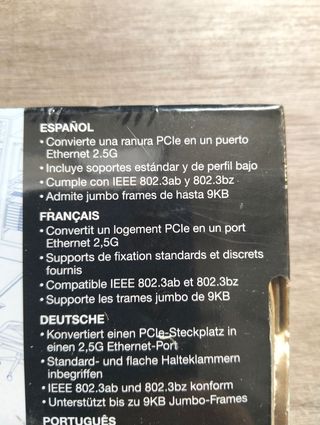 ESPAÑOL
• Convierte una ranura PCIe en un puerto
Ethernet 2.5G
• Incluye soportes estándar y de perfil bajo
• Cumple con IEEE 802.3ab y 802.3bz
• Admite jumbo frames de hasta 9KB
FRANÇAIS
• Convertit un logement PCIe en un port
Ethernet 2,5G
• Supports de fixation standards et discrets
fournis
• Compatible IEEE 802.3ab et 802.3bz
• Supporte les trames jumbo de 9KB
DEUTSCHE
• Konvertiert einen PCIe-Steckplatz in
einen 2,5G Ethernet-Port
• Standard- und flache Halteklammern
inbegriffen
• IEEE 802.3ab und 802.3bz konform
• Unterstützt bis zu 9KB Jumbo-Frames
PORTUGUÊS